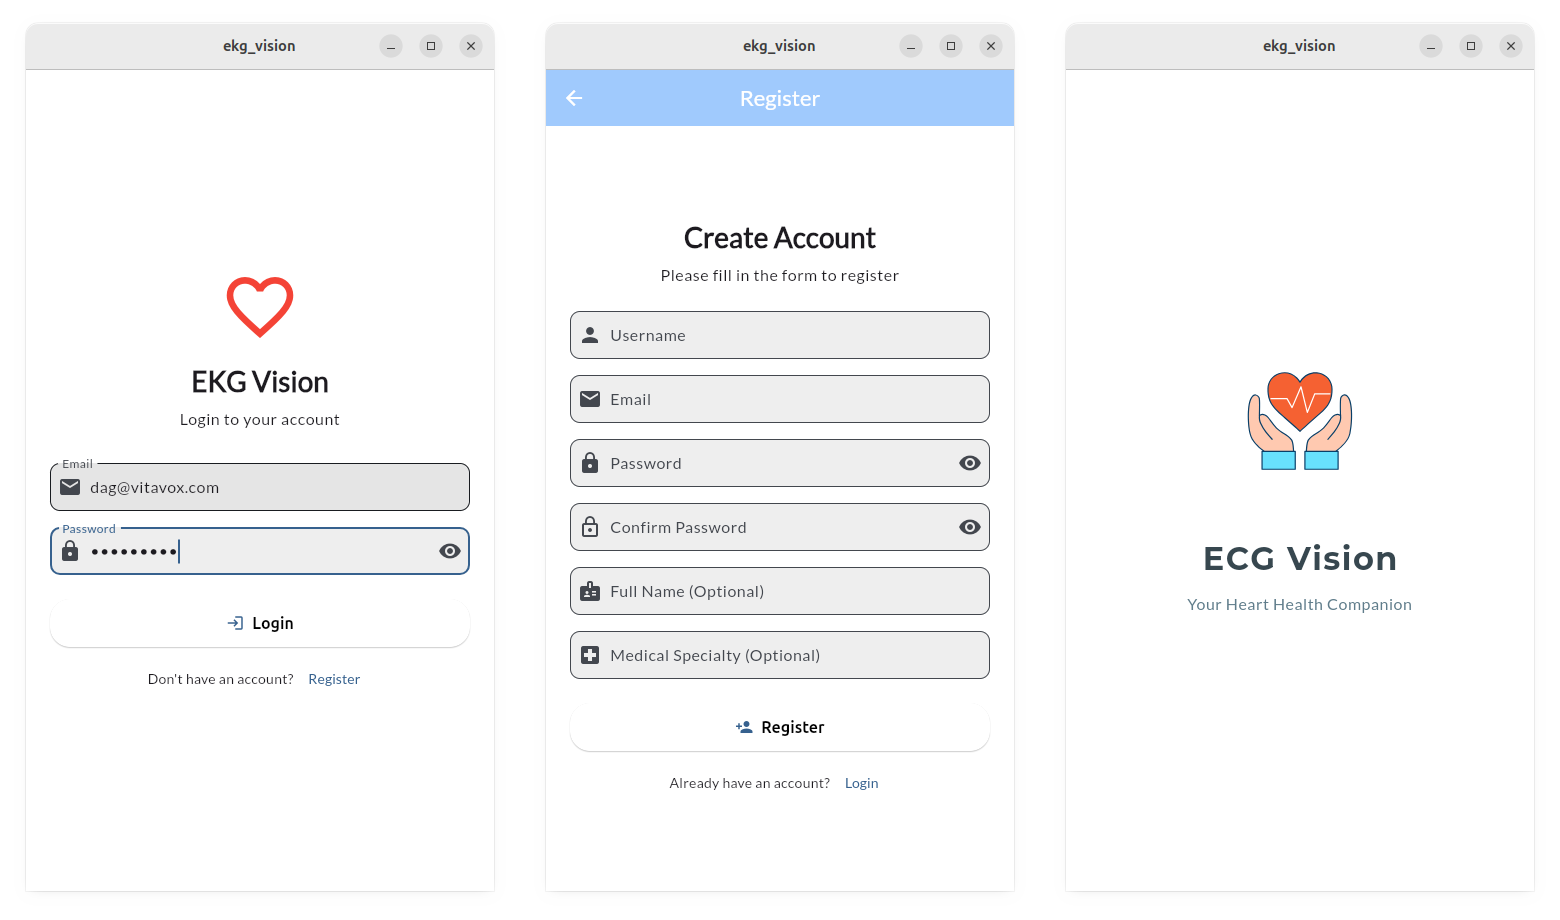 ekg_vision
EKG Vision
Login to your account
Email
dag@vitavox.com
Password
•••••••••
Login
Don't have an account? Register
ekg_vision
Register
Create Account
Please fill in the form to register
Username
Email
Password
Confirm Password
Full Name (Optional)
Medical Specialty (Optional)
Register
Already have an account? Login
ekg_vision
ECG Vision
Your Heart Health Companion